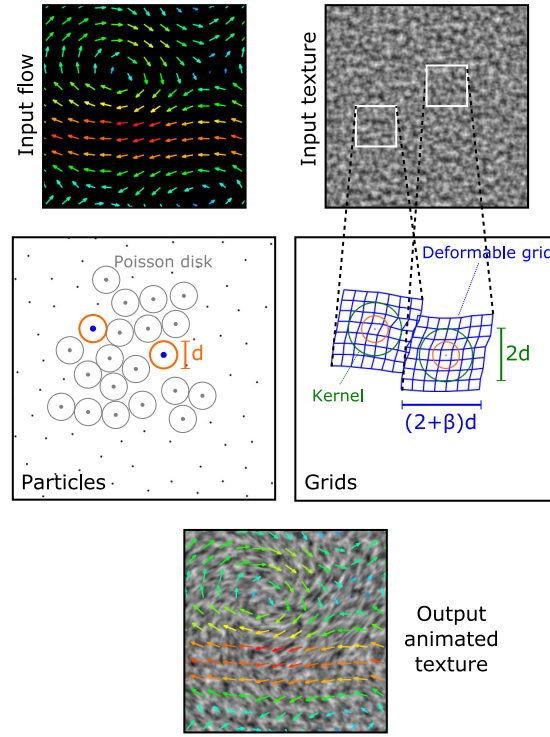 Input flow
Input texture
Poisson disk
d
Particles
Deformable grid
2d
Kernel
(2+β)d
Grids
Output
animated
texture